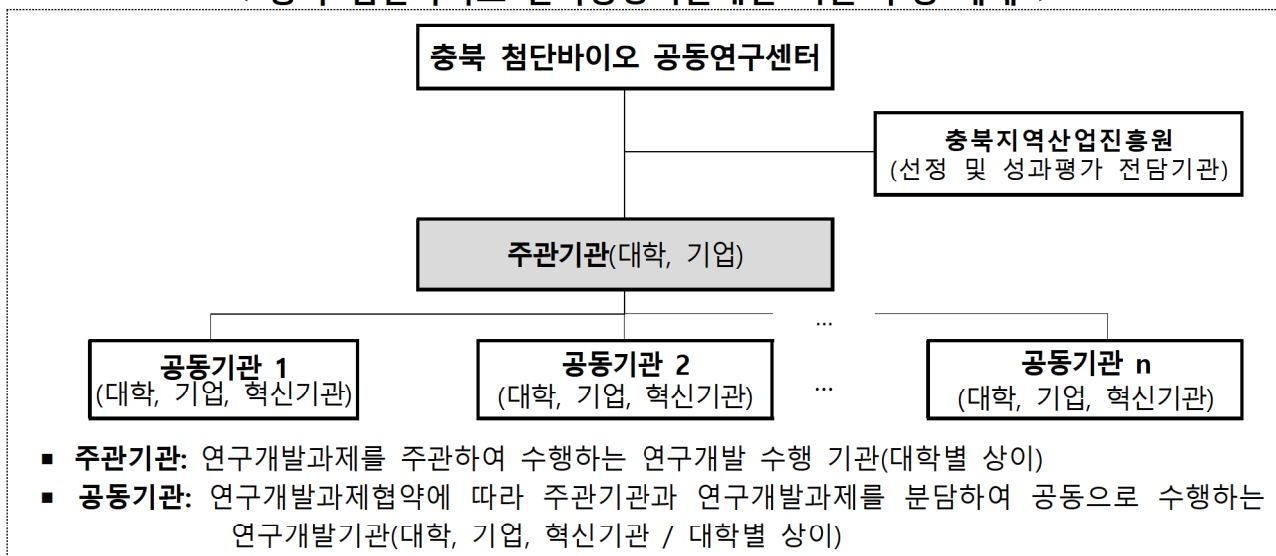 충북 첨단바이오 공동연구센터
충북지역산업진흥원
(선정 및 성과평가 전담기관)
주관기관(대학, 기업)
...
공동기관 1
(대학, 기업, 혁신기관)
공동기관 2
(대학, 기업, 혁신기관)
...
공동기관 n
(대학, 기업, 혁신기관)
▪ 주관기관: 연구개발과제를 주관하여 수행하는 연구개발 수행 기관(대학별 상이)
▪ 공동기관: 연구개발과제협약에 따라 주관기관과 연구개발과제를 분담하여 공동으로 수행하는
연구개발기관(대학, 기업, 혁신기관 / 대학별 상이)